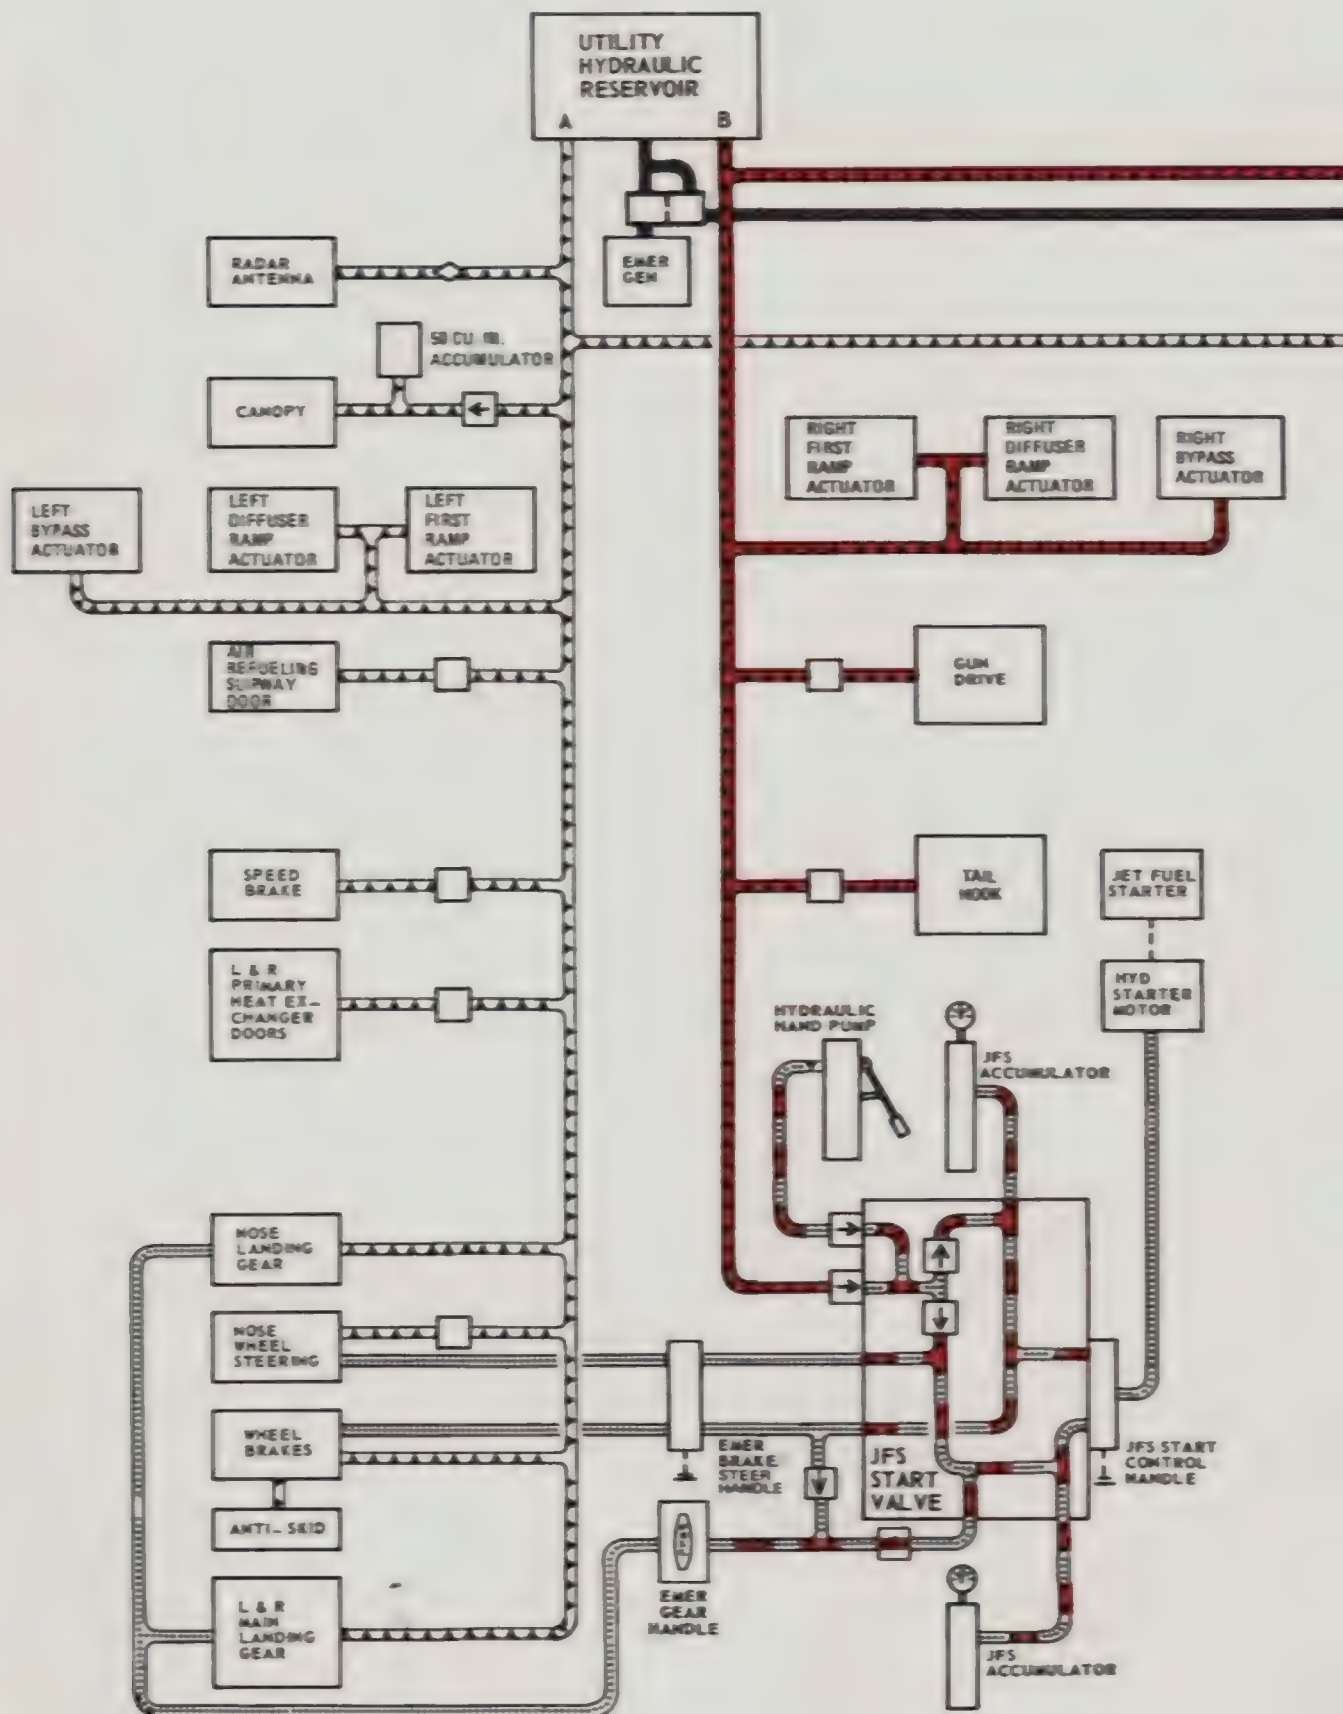 UTILITY
HYDRAULIC
RESERVOIR
A
B
EMER
GEN
RADAR
ANTENNA
50 CU. IN.
ACCUMULATOR
CANOPY
RIGHT
FIRST
RAMP
ACTUATOR
RIGHT
DIFFUSER
RAMP
ACTUATOR
RIGHT
BYPASS
ACTUATOR
LEFT
BYPASS
ACTUATOR
LEFT
DIFFUSER
RAMP
ACTUATOR
LEFT
FIRST
RAMP
ACTUATOR
AIR
REFUELING
SLIPWAY
DOOR
GUN
DRIVE
SPEED
BRAKE
TAIL
HOOK
JET FUEL
STARTER
L & R
PRIMARY
HEAT EX-
CHANGER
DOORS
HYD
STARTER
MOTOR
HYDRAULIC
HAND PUMP
JFS
ACCUMULATOR
NOSE
LANDING
GEAR
NOSE
WHEEL
STEERING
WHEEL
BRAKES
EMER
BRAKE
STEER
HANDLE
JFS
START
VALVE
JFS START
CONTROL
HANDLE
ANTI-SKID
L & R
MAIN
LANDING
GEAR
EMER
GEAR
HANDLE
JFS
ACCUMULATOR